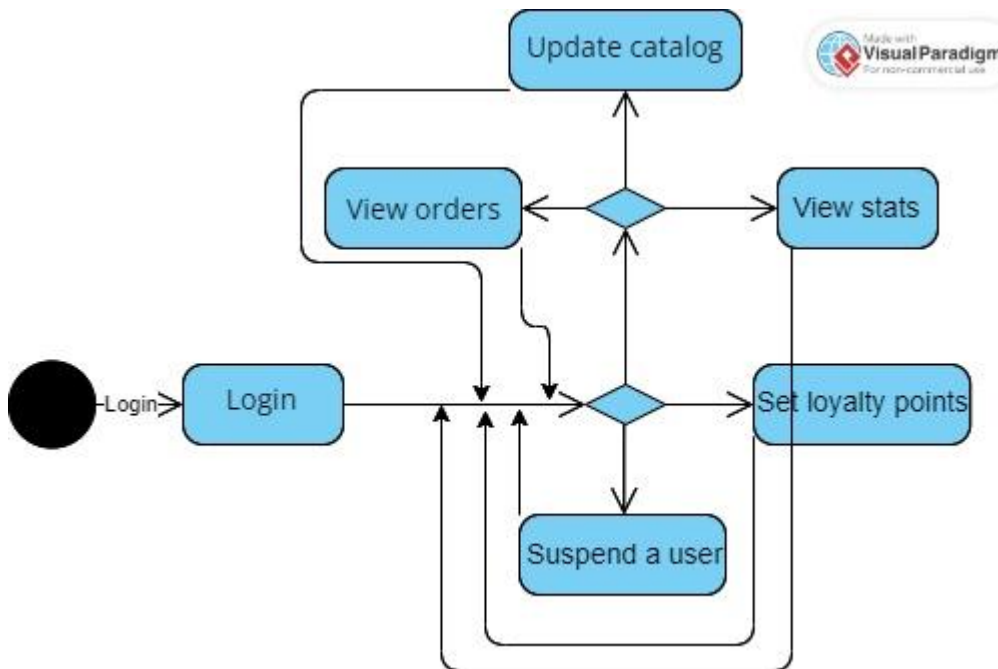 Update catalog
Made with
Visual Paradigm
For non-commercial use
View orders
View stats
Login
Login
Set loyalty points
Suspend a user